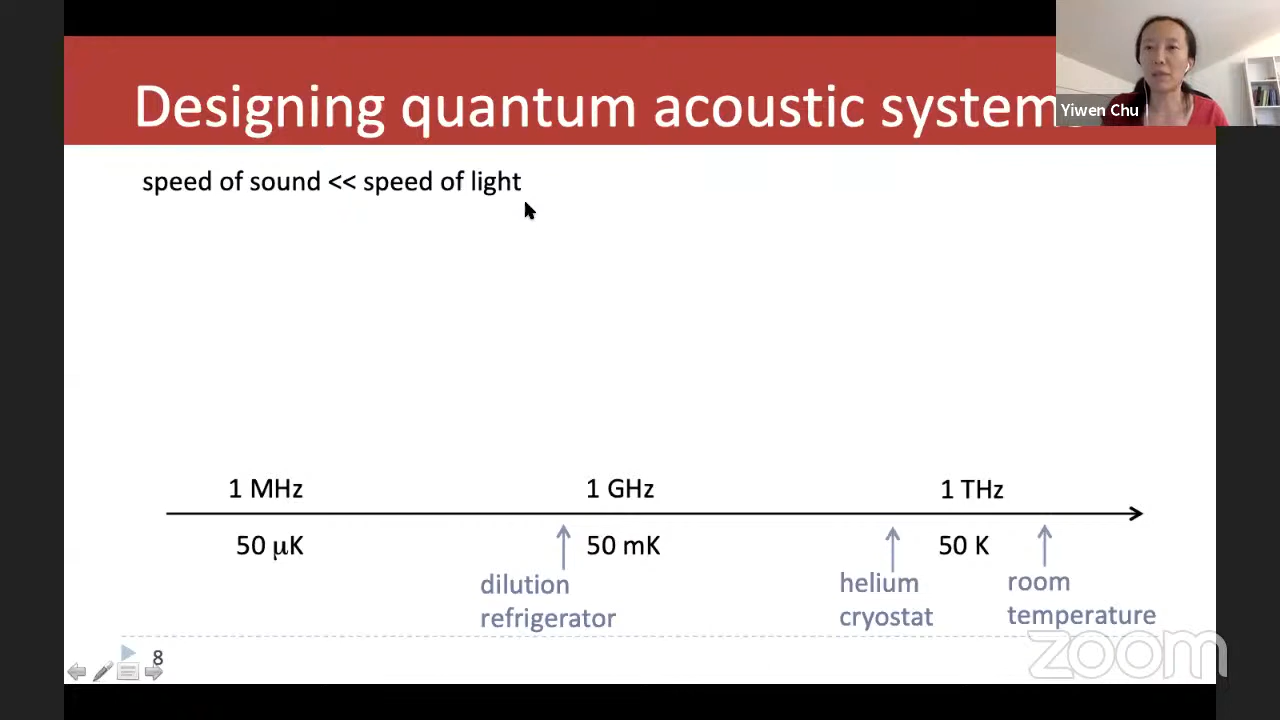 Designing quantum acoustic system
Yiwen Chu
speed of sound << speed of light
1 MHz
1 GHz
1 THz
50 μK
50 mK
50 K
dilution
refrigerator
helium
cryostat
room
temperature
8
zoom